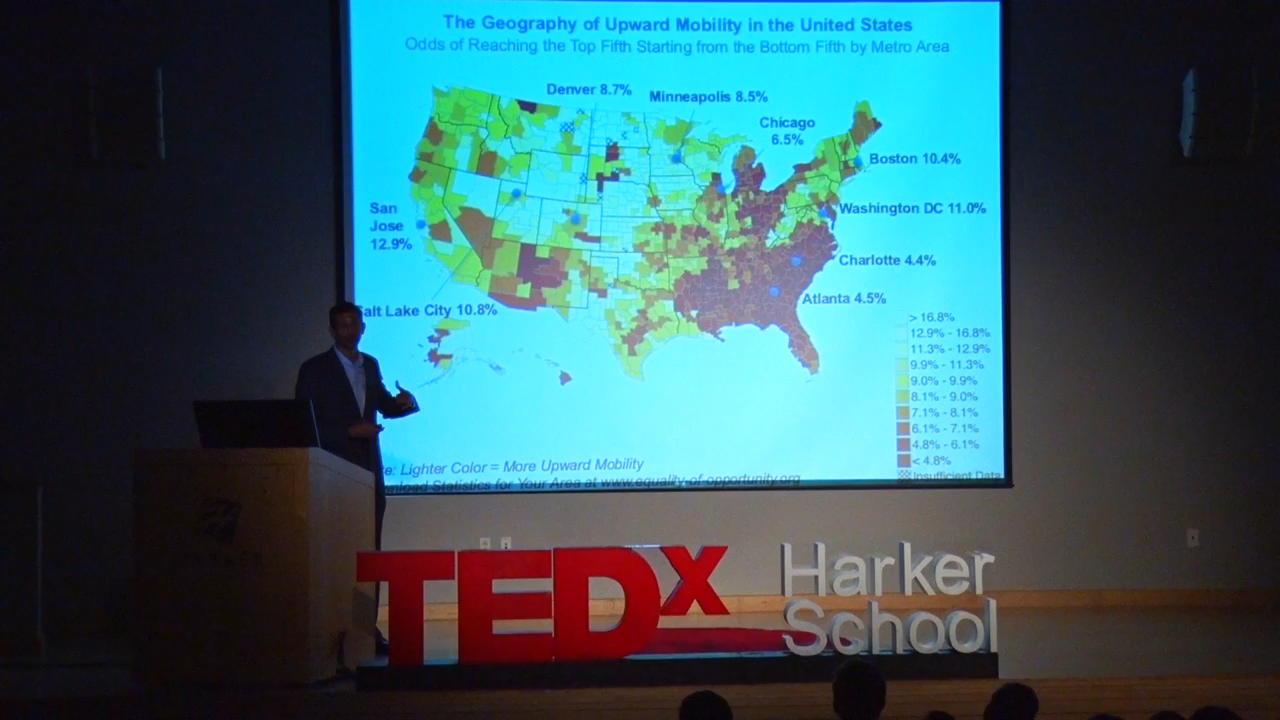 The Geography of Upward Mobility in the United States
Odds of Reaching the Top Fifth Starting from the Bottom Fifth by Metro Area
Denver 8.7%
Minneapolis 8.5%
Chicago
6.5%
Boston 10.4%
San
Jose
12.9%
Washington DC 11.0%
Charlotte 4.4%
Atlanta 4.5%
alt Lake City 10.8%
> 16.8%
12.9% - 16.8%
11.3% - 12.9%
9.9% - 11.3%
9.0% - 9.9%
8.1% - 9.0%
7.1% - 8.1%
6.1% - 7.1%
4.8% - 6.1%
< 4.8%
Insufficient Data
e: Lighter Color = More Upward Mobility
nload Statistics for Your Area at www.equality-of-opportunity.org
TEDx
Harker
School